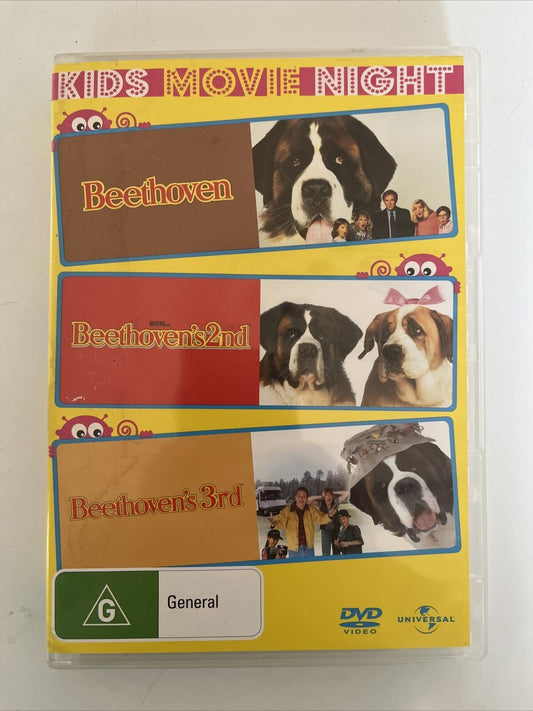 KIDS MOVIE NIGHT
Beethoven
Beethoven's 2nd
Beethoven's 3rd
G
General
DVD
VIDEO
UNIVERSAL